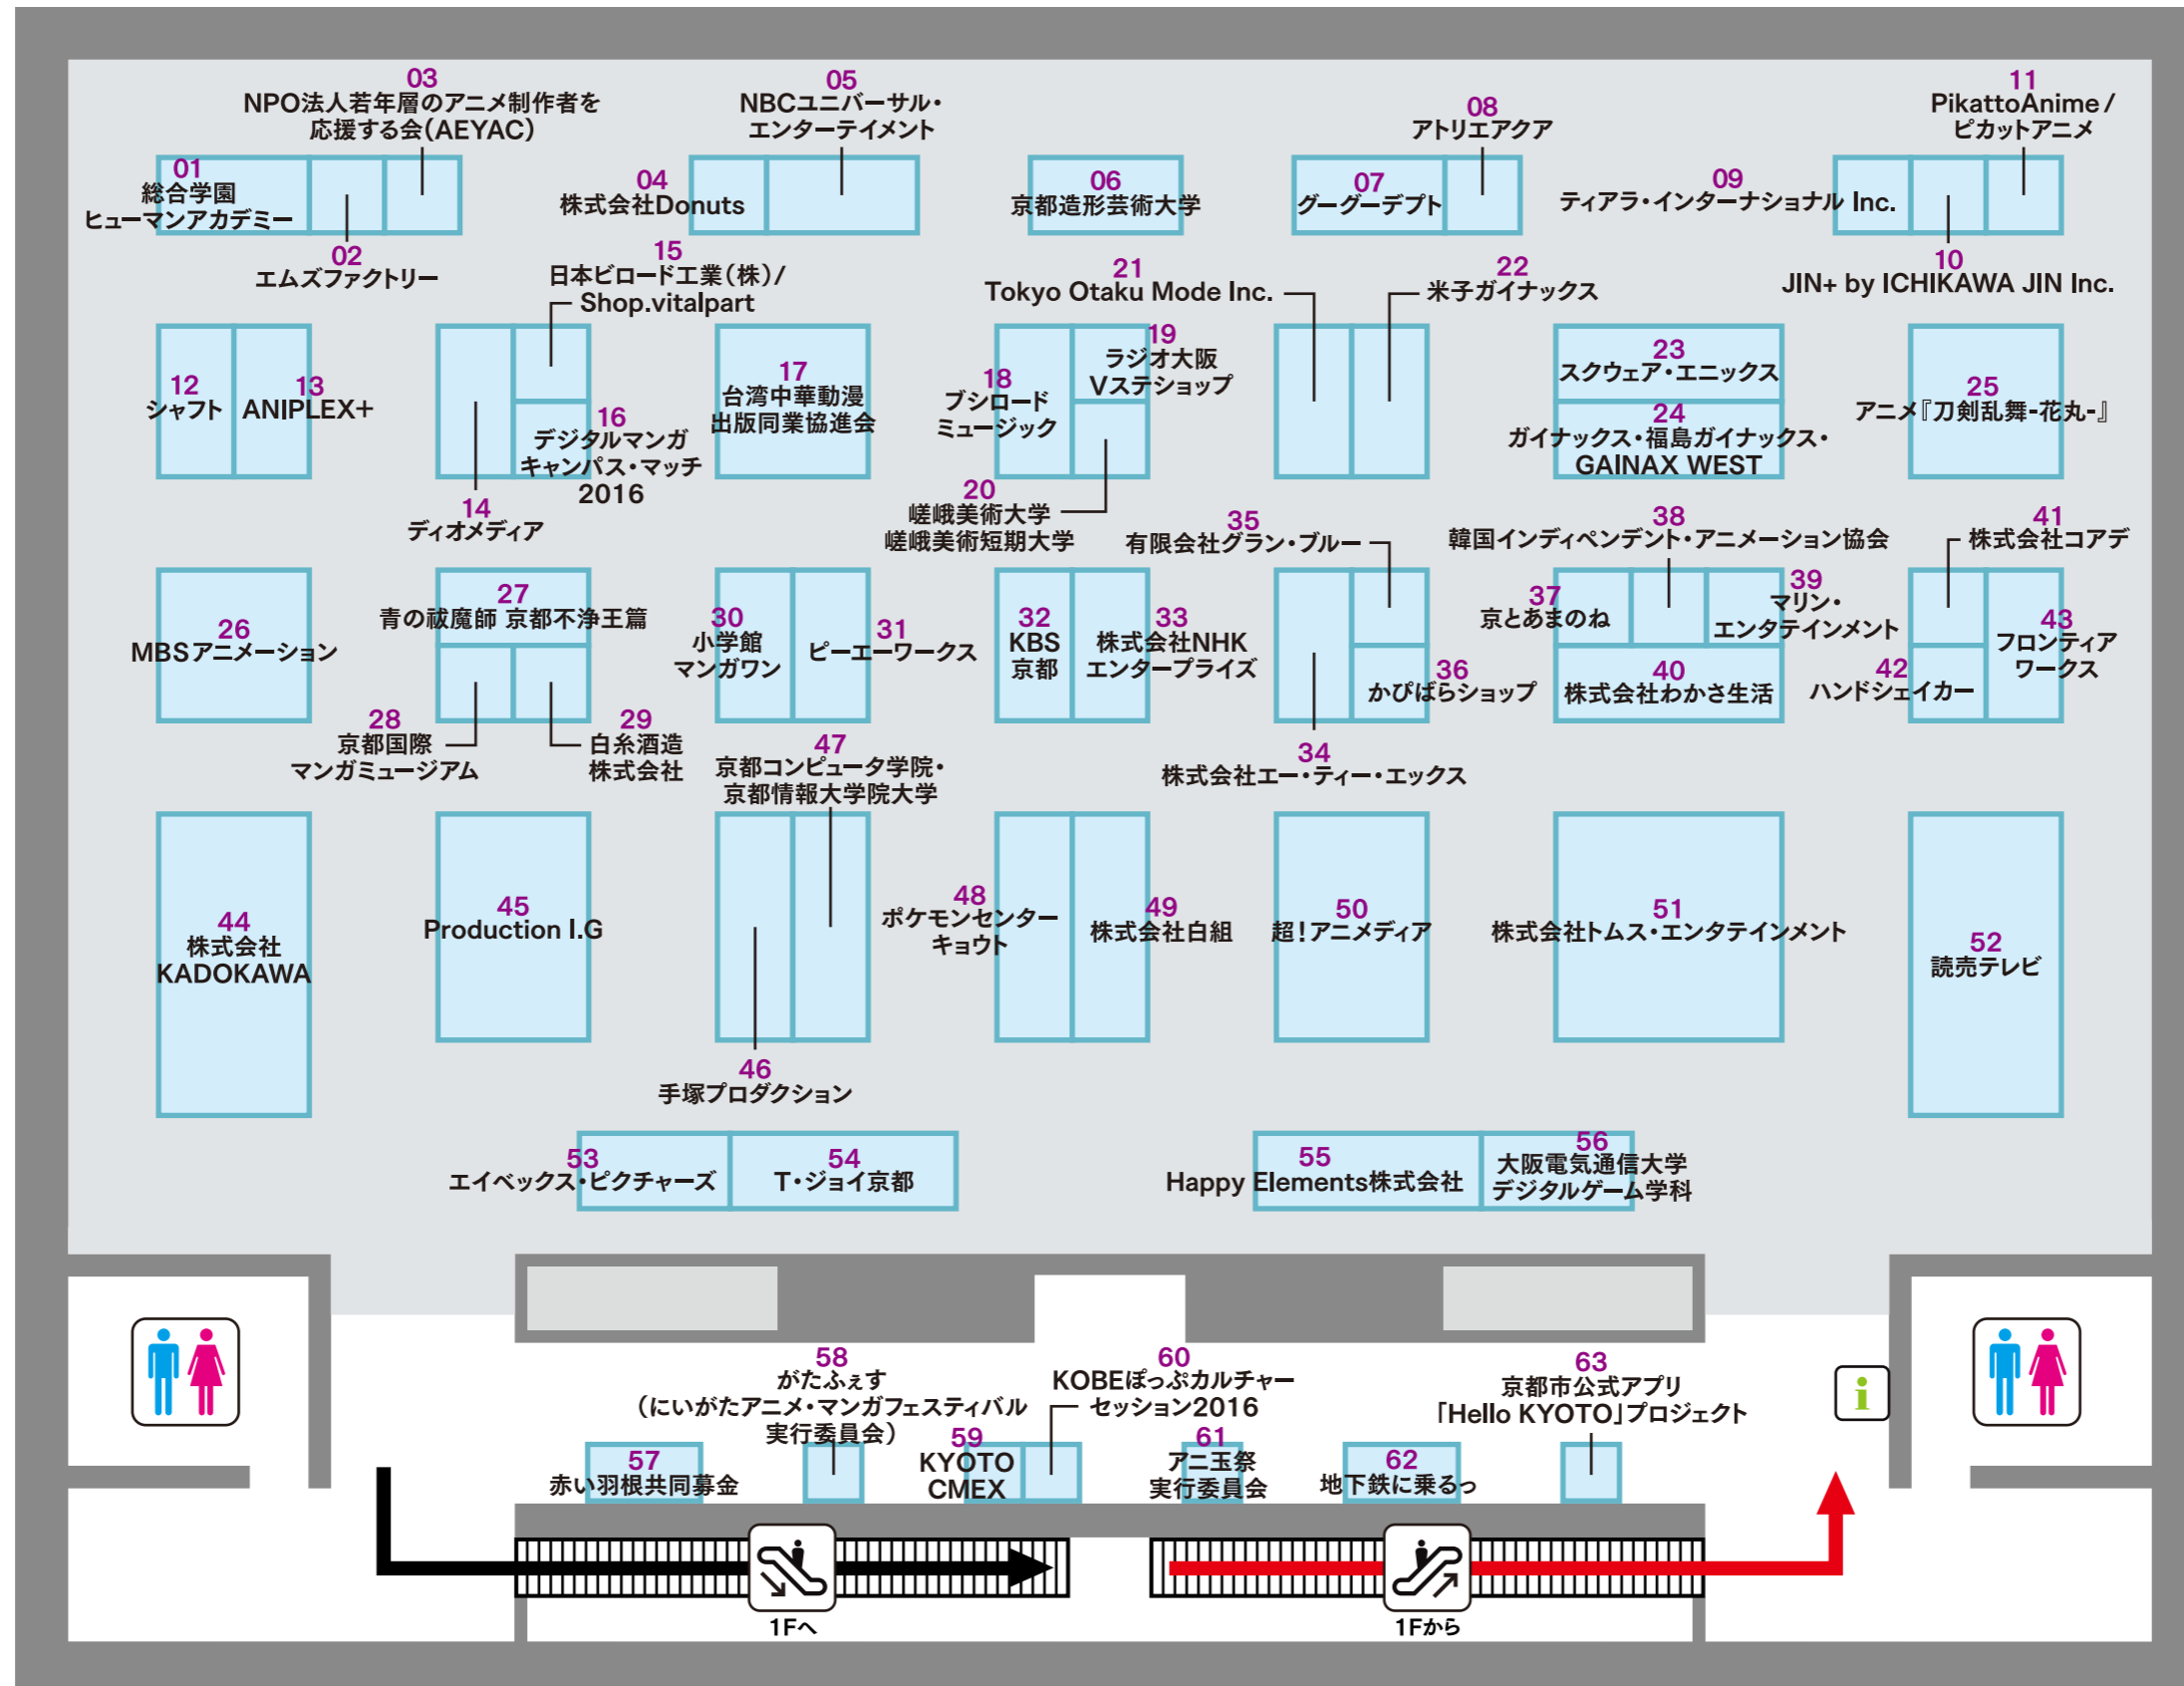 01
総合学園
ヒューマンアカデミー
02
エムズファクトリー
03
NPO法人若年層のアニメ制作者を
応援する会(AEYAC)
04
株式会社Donuts
05
NBCユニバーサル・
エンターテイメント
06
京都造形芸術大学
07
グーグーデプト
08
アトリエアクア
09
ティアラ・インターナショナル Inc.
10
JIN+ by ICHIKAWA JIN Inc.
11
PikattoAnime /
ピカットアニメ
12
シャフト
13
ANIPLEX+
14
ディオメディア
15
日本ビロード工業(株)/
Shop.vitalpart
16
デジタルマンガ
キャンパス・マッチ
2016
17
台湾中華動漫
出版同業協進会
18
ブシロード
ミュージック
19
ラジオ大阪
Vステショップ
20
嵯峨美術大学
嵯峨美術短期大学
21
Tokyo Otaku Mode Inc.
22
米子ガイナックス
23
スクウェア・エニックス
24
ガイナックス・福島ガイナックス・
GAINAX WEST
25
アニメ『刀剣乱舞-花丸-』
26
MBSアニメーション
27
青の祓魔師 京都不浄王篇
28
京都国際
マンガミュージアム
29
白糸酒造
株式会社
30
小学館
マンガワン
31
ピーエーワークス
32
KBS
京都
33
株式会社NHK
エンタープライズ
34
株式会社エー・ティー・エックス
35
有限会社グラン・ブルー
36
かぴばらショップ
37
京とあまのね
38
韓国インディペンデント・アニメーション協会
39
マリン・
エンタテインメント
40
株式会社わかさ生活
41
株式会社コアデ
42
ハンドシェイカー
43
フロンティア
ワークス
44
株式会社
KADOKAWA
45
Production I.G
46
手塚プロダクション
47
京都コンピュータ学院・
京都情報大学院大学
48
ポケモンセンター
キョウト
49
株式会社白組
50
超!アニメディア
51
株式会社トムス・エンタテインメント
52
読売テレビ
53
エイベックス・ピクチャーズ
54
T・ジョイ京都
55
Happy Elements株式会社
56
大阪電気通信大学
デジタルゲーム学科
57
赤い羽根共同募金
58
がたふぇす
(にいがたアニメ・マンガフェスティバル
実行委員会)
59
KYOTO
CMEX
60
KOBEぽっぷカルチャー
セッション2016
61
アニ玉祭
実行委員会
62
地下鉄に乗るっ
63
京都市公式アプリ
「Hello KYOTO」プロジェクト
i
1Fへ
1Fから